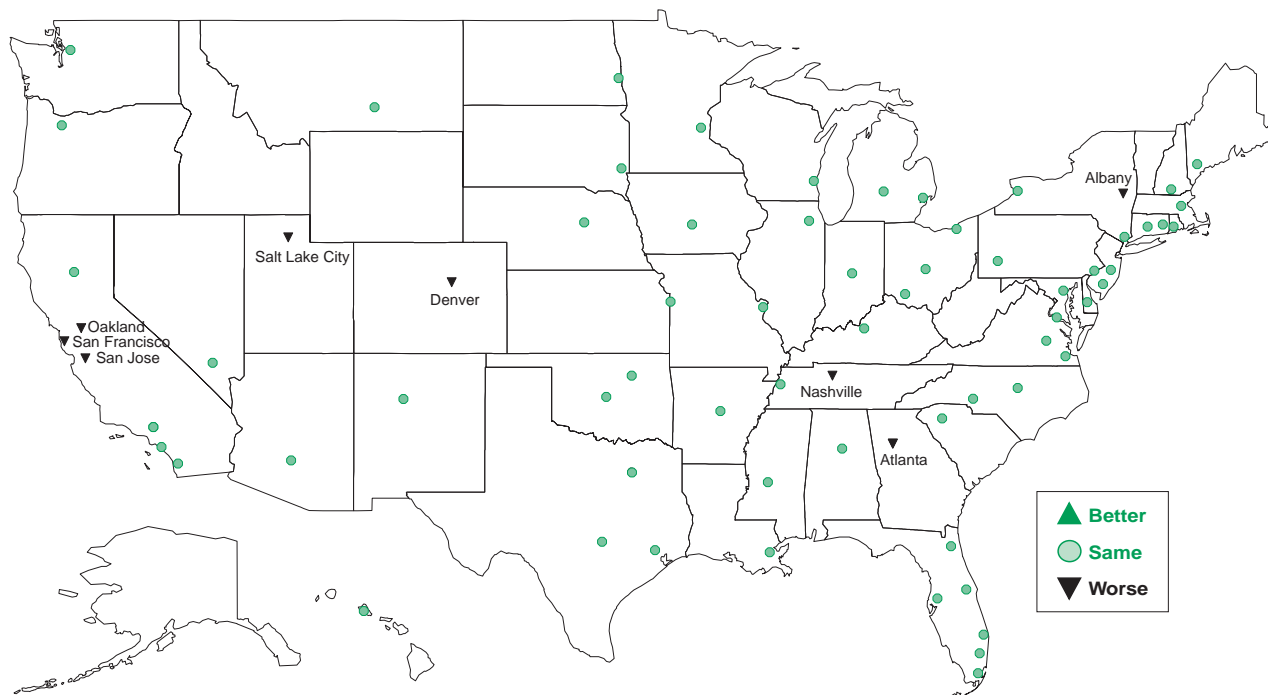 Albany
Salt Lake City
Denver
Oakland
San Francisco
San Jose
Nashville
Atlanta
Better
Same
Worse